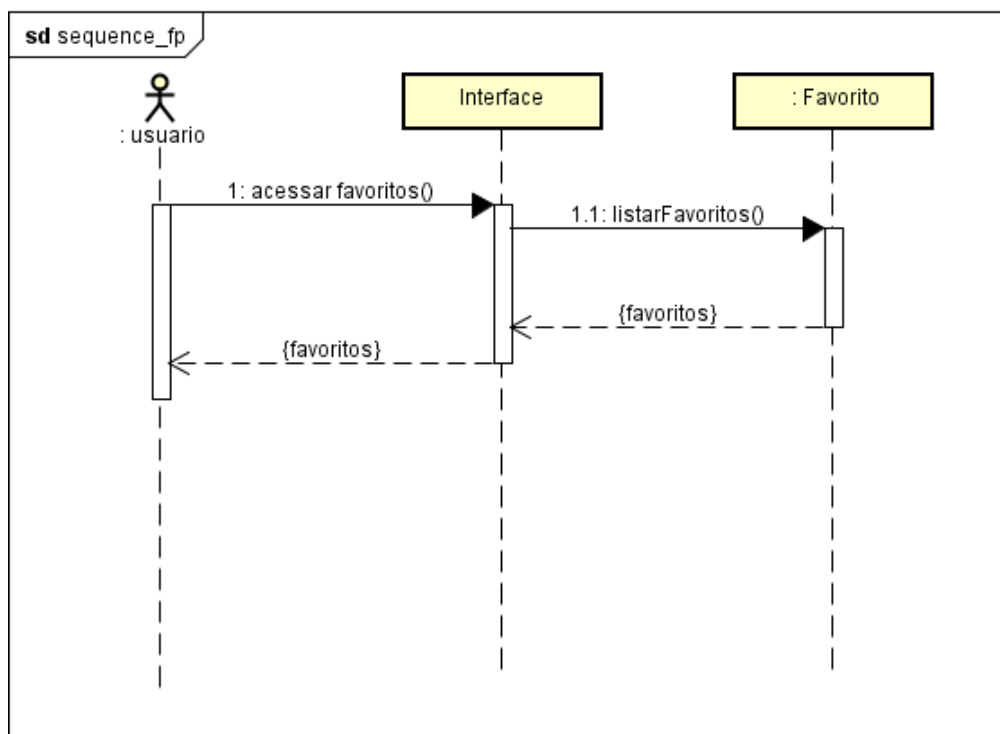 sd sequence_fp
: usuario
Interface
: Favorito
1: acessar favoritos()
1.1: listarFavoritos()
{favoritos}
{favoritos}